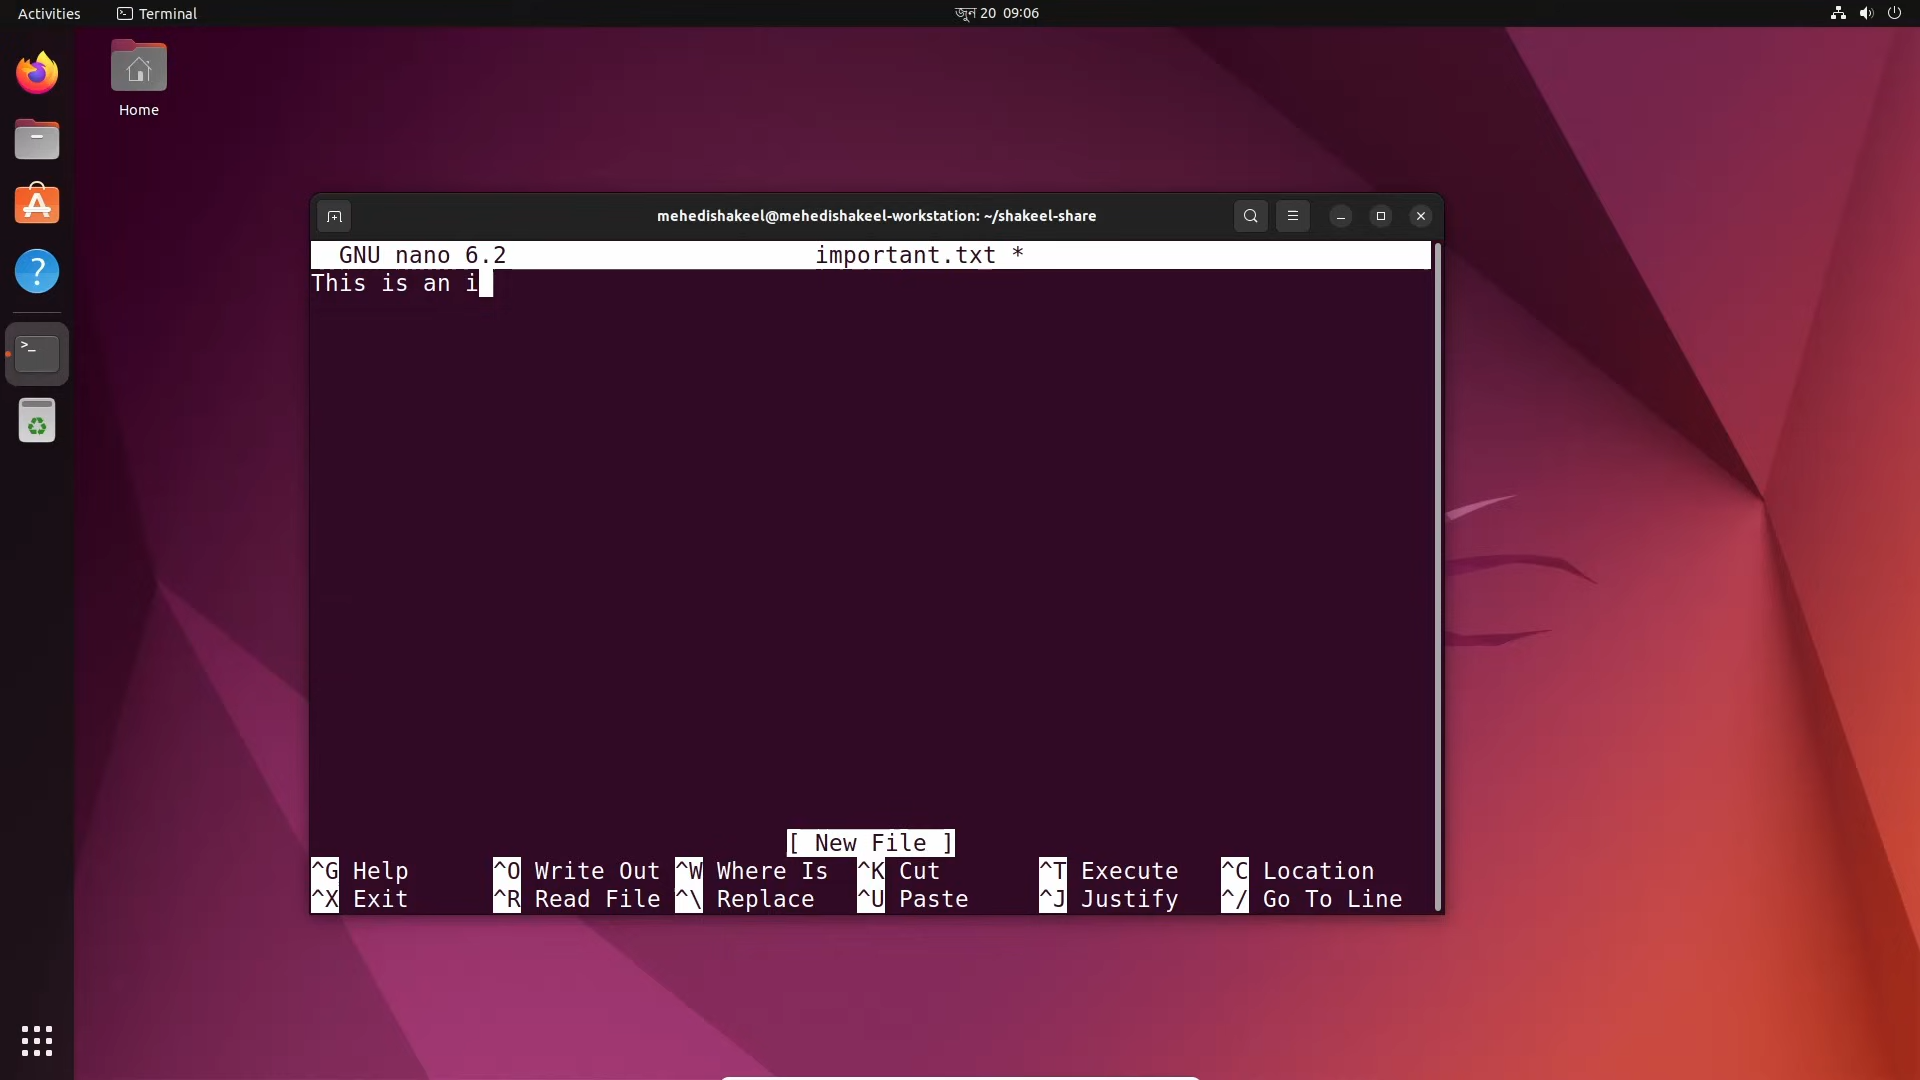 Activities
Terminal
জুন 20 09:06
Home
mehedishakeel@mehedishakeel-workstation: ~/shakeel-share
GNU nano 6.2 important.txt *
This is an i
[ New File ]
^G Help ^O Write Out ^W Where Is ^K Cut ^T Execute ^C Location
^X Exit ^R Read File ^\ Replace ^U Paste ^J Justify ^/ Go To Line